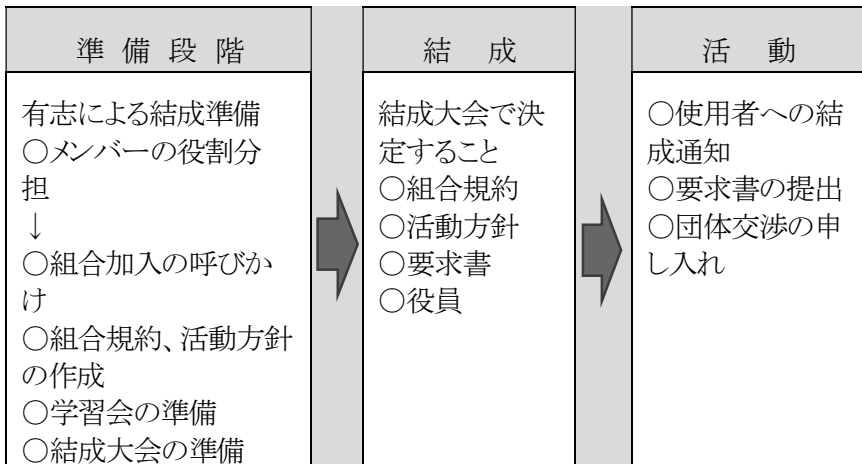 準 備 段 階
有志による結成準備
○メンバーの役割分
担
↓
○組合加入の呼びか
け
○組合規約、活動方針
の作成
○学習会の準備
○結成大会の準備
結 成
結成大会で決
定すること
○組合規約
○活動方針
○要求書
○役員
活 動
○使用者への結
成通知
○要求書の提出
○団体交渉の申
し入れ